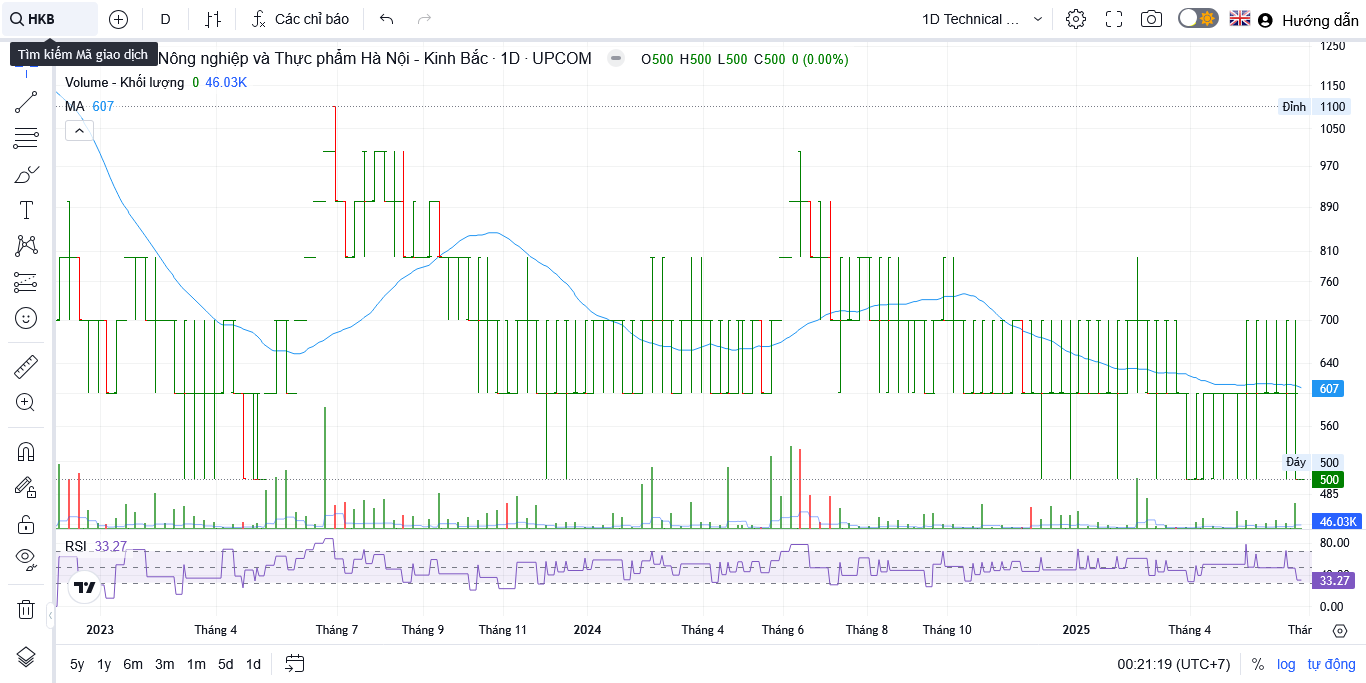 HKB
D
Các chỉ báo
1D Technical ...
Hướng dẫn
Tìm kiếm Mã giao dịch
Nông nghiệp và Thực phẩm Hà Nội - Kinh Bắc · 1D · UPCOM
O500 H500 L500 C500 0 (0.00%)
Volume - Khối lượng 0 46.03K
MA 607
1250
1150
Đỉnh 1100
1050
970
890
810
760
700
640
607
560
Đáy 500
500
485
46.03K
RSI 33.27
80.00
33.27
0.00
2023 Tháng 4 Tháng 7 Tháng 9 Tháng 11 2024 Tháng 4 Tháng 6 Tháng 8 Tháng 10 2025 Tháng 4 Thár
5y 1y 6m 3m 1m 5d 1d
00:21:19 (UTC+7) % log tự động